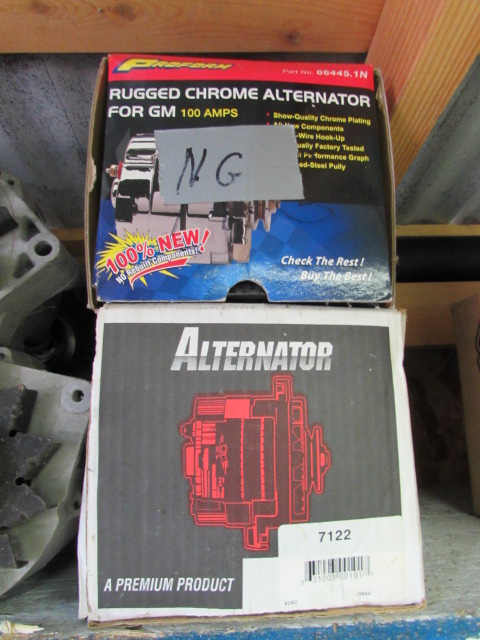 PROFORM
Part No. 66445.1N
RUGGED CHROME ALTERNATOR
FOR GM 100 AMPS
Show-Quality Chrome Plating
Components
-Wire Hook-Up
Factory Tested
Performance Graph
-Steel Pully
NG
100% NEW!
NO Rebuilt Components!
Check The Rest!
Buy The Best!
ALTERNATOR
7122
A PREMIUM PRODUCT